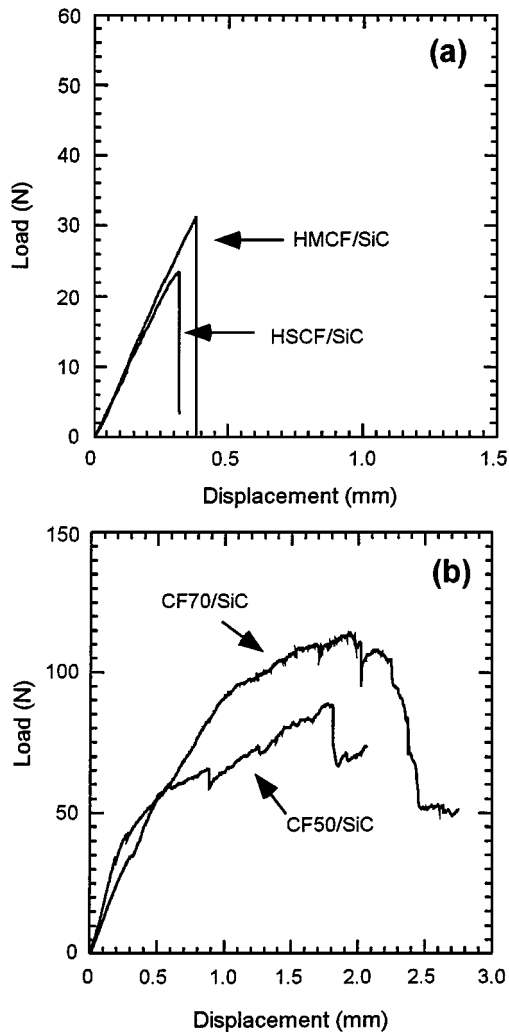 60
(a)
50
40
Load (N)
30
HMCF/SiC
20
HSCF/SiC
10
0
0
0.5
1.0
1.5
Displacement (mm)
150
(b)
CF70/SiC
100
Load (N)
50
CF50/SiC
0
0
0.5
1.0
1.5
2.0
2.5
3.0
Displacement (mm)